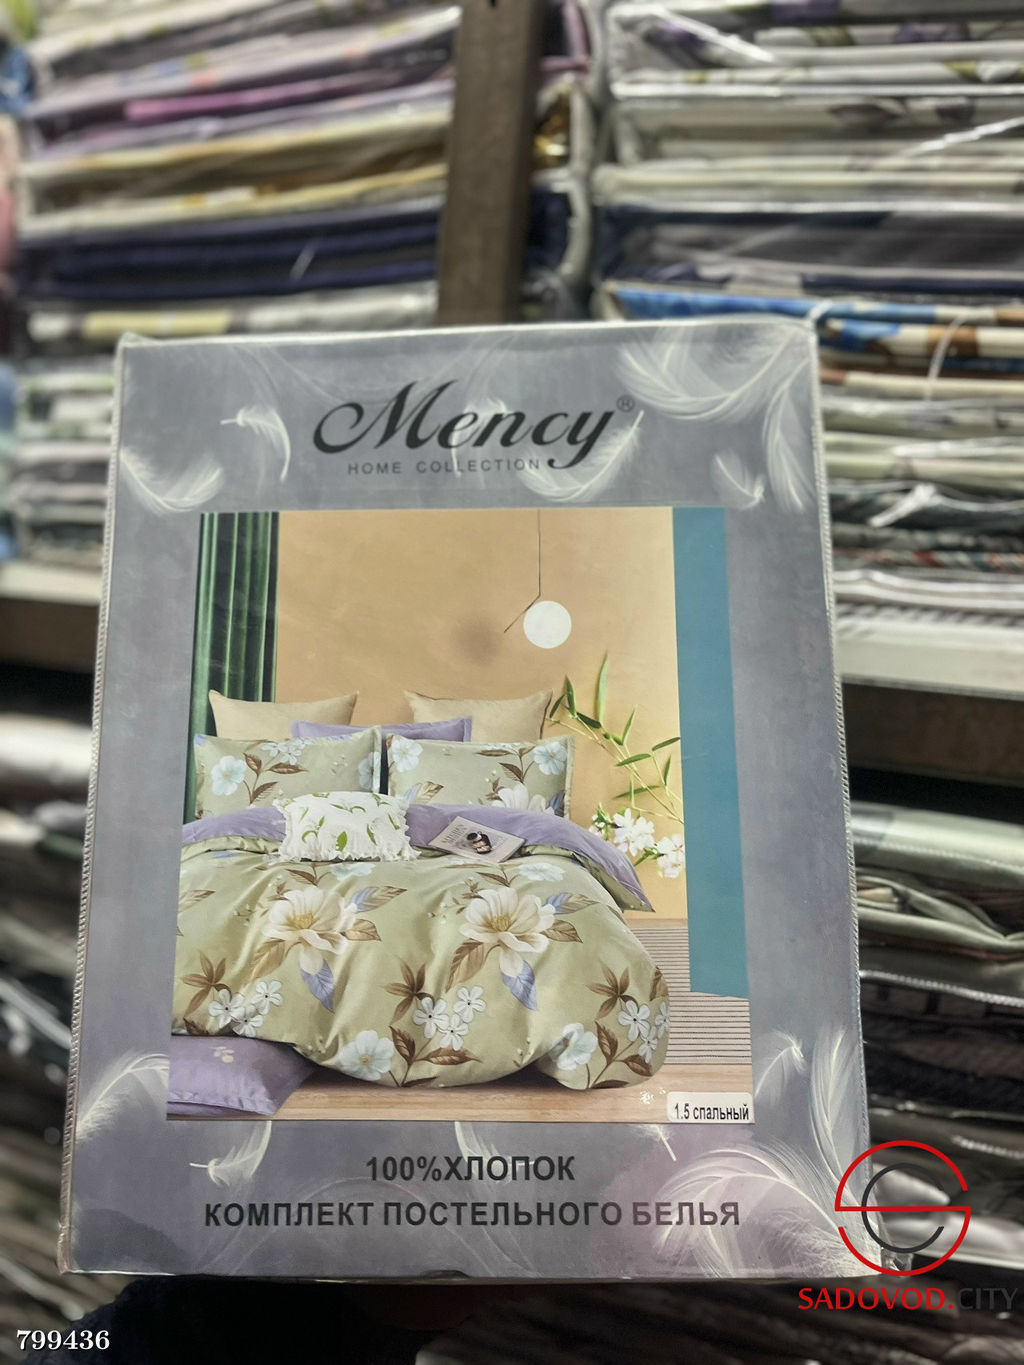 Mency®
HOME COLLECTION
1.5 спальный
100%ХЛОПОК
КОМПЛЕКТ ПОСТЕЛЬНОГО БЕЛЬЯ
SADOVOD.CITY
799436